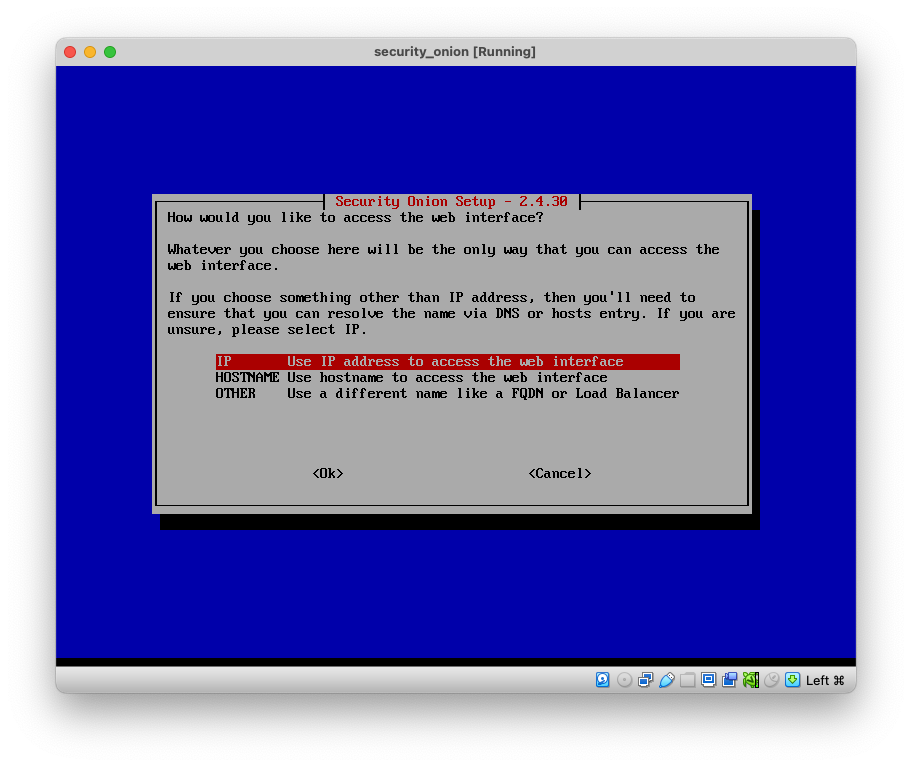 security_onion [Running]
Security Onion Setup - 2.4.30
How would you like to access the web interface?
Whatever you choose here will be the only way that you can access the
web interface.
If you choose something other than IP address, then you'll need to
ensure that you can resolve the name via DNS or hosts entry. If you are
unsure, please select IP.
IP Use IP address to access the web interface
HOSTNAME Use hostname to access the web interface
OTHER Use a different name like a FQDN or Load Balancer
<Ok> <Cancel>
Left ⌘